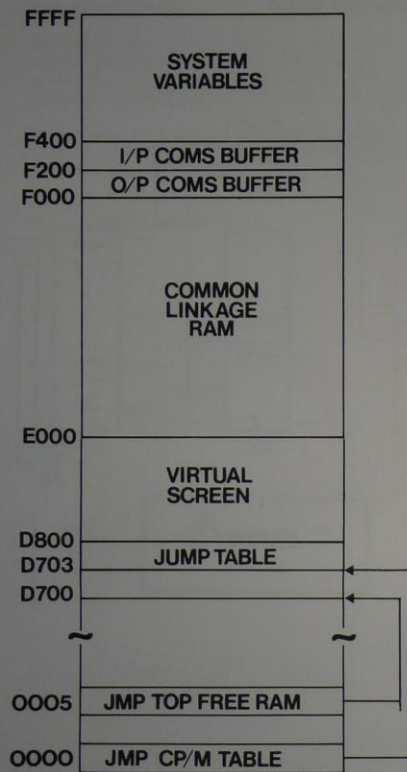 FFFF
SYSTEM
VARIABLES
F400
I/P COMS BUFFER
F200
O/P COMS BUFFER
F000
COMMON
LINKAGE
RAM
E000
VIRTUAL
SCREEN
D800
JUMP TABLE
D703
D700
0005 JMP TOP FREE RAM
0000 JMP CP/M TABLE